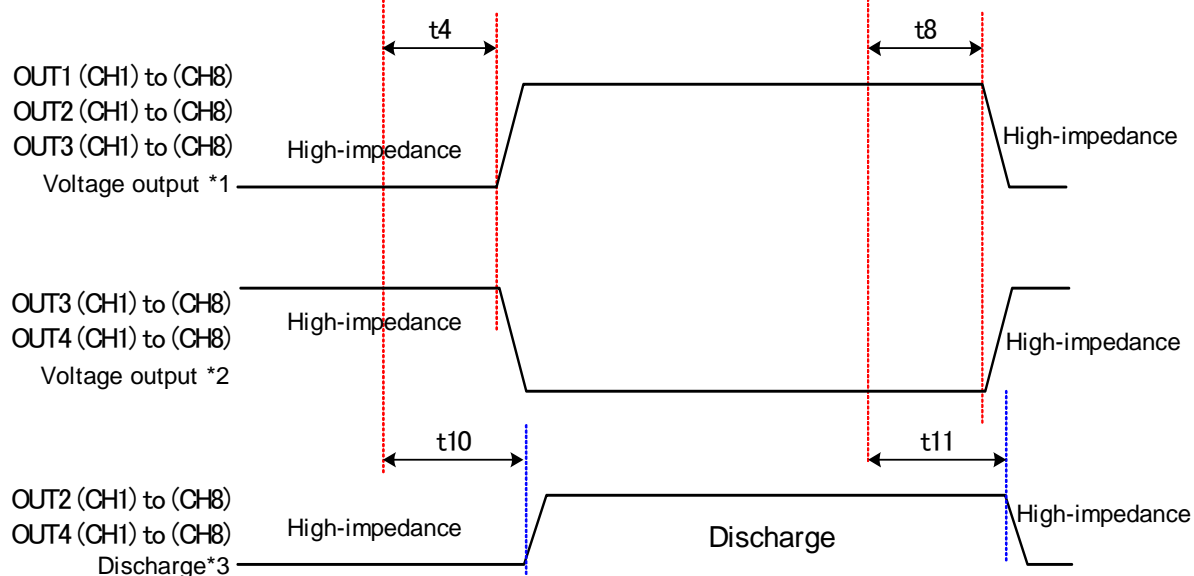 t4
t8
OUT1 (CH1) to (CH8)
OUT2 (CH1) to (CH8)
OUT3 (CH1) to (CH8)
Voltage output *1
High-impedance
High-impedance
OUT3 (CH1) to (CH8)
OUT4 (CH1) to (CH8)
Voltage output *2
High-impedance
High-impedance
t10
t11
OUT2 (CH1) to (CH8)
OUT4 (CH1) to (CH8)
Discharge*3
High-impedance
Discharge
High-impedance